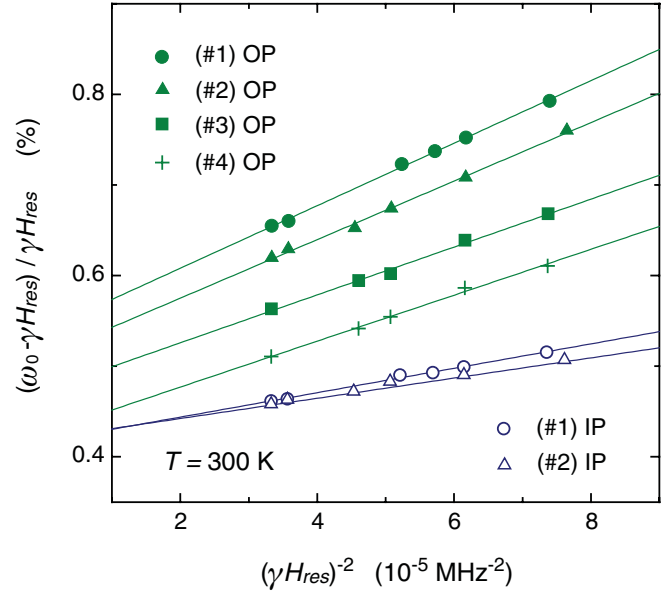 (ω0-γHres) / γHres (%)
0.8
0.6
0.4
(#1) OP
(#2) OP
(#3) OP
(#4) OP
(#1) IP
(#2) IP
T = 300 K
2 4 6 8
(γHres)-2 (10-5 MHz-2)